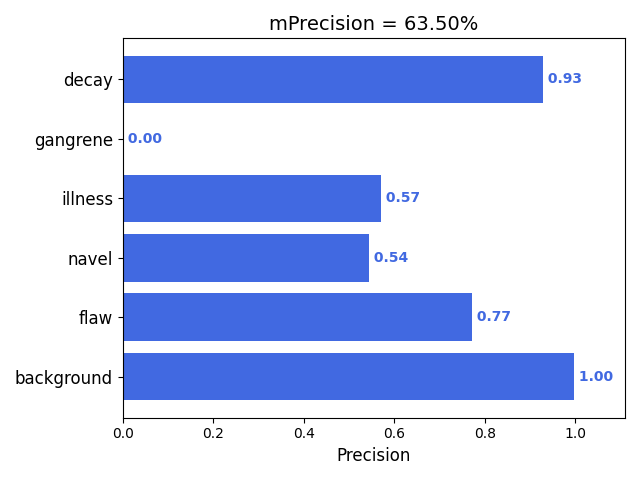 mPrecision = 63.50%
decay 0.93
gangrene 0.00
illness 0.57
navel 0.54
flaw 0.77
background 1.00
0.0 0.2 0.4 0.6 0.8 1.0
Precision